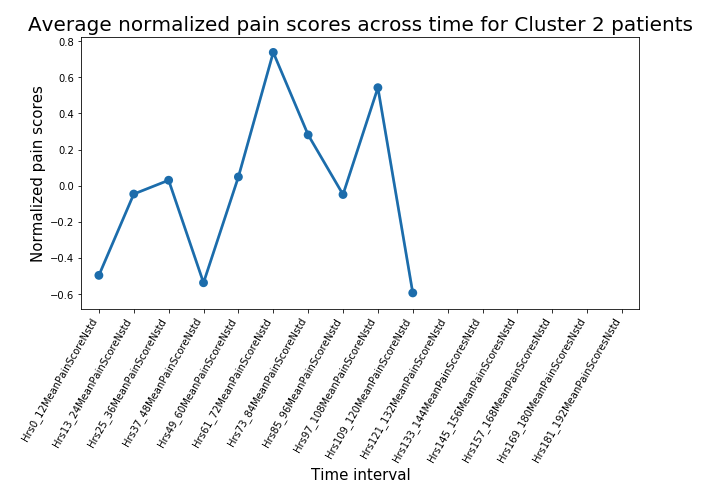 Average normalized pain scores across time for Cluster 2 patients
Normalized pain scores
0.8
0.6
0.4
0.2
0.0
−0.2
−0.4
−0.6
Hrs0_12MeanPainScoreNstd
Hrs13_24MeanPainScoreNstd
Hrs25_36MeanPainScoreNstd
Hrs37_48MeanPainScoreNstd
Hrs49_60MeanPainScoreNstd
Hrs61_72MeanPainScoreNstd
Hrs73_84MeanPainScoreNstd
Hrs85_96MeanPainScoreNstd
Hrs97_108MeanPainScoreNstd
Hrs109_120MeanPainScoreNstd
Hrs121_132MeanPainScoreNstd
Hrs133_144MeanPainScoresNstd
Hrs145_156MeanPainScoresNstd
Hrs157_168MeanPainScoresNstd
Hrs169_180MeanPainScoresNstd
Hrs181_192MeanPainScoresNstd
Time interval